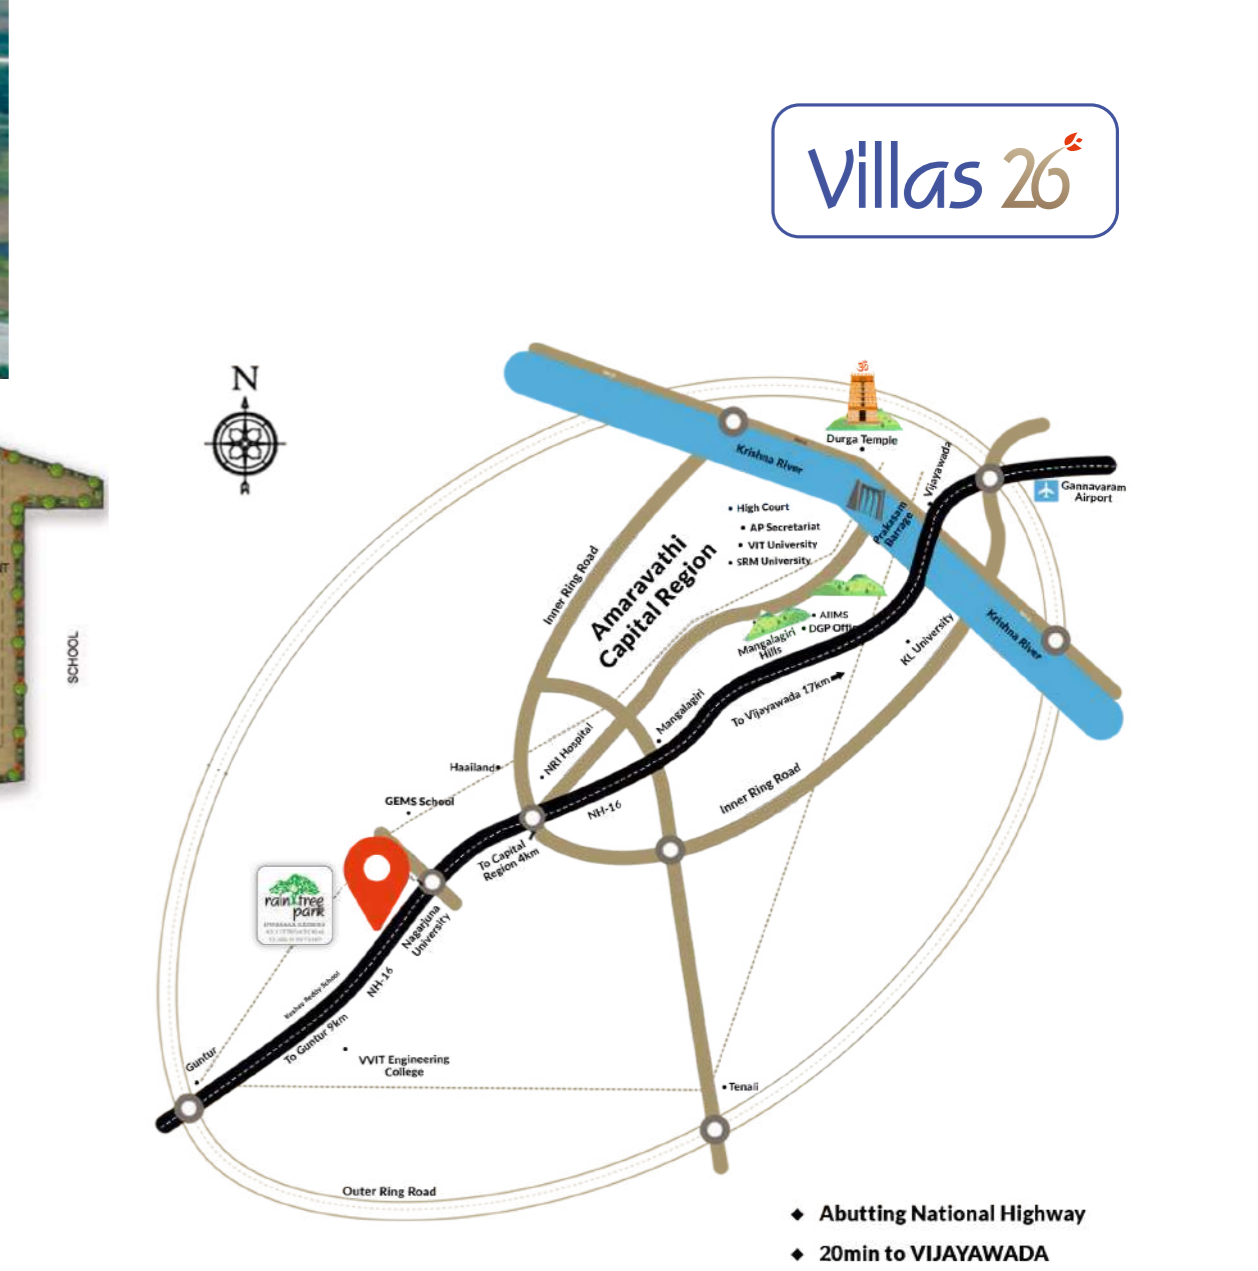 Villas 26
N
Durga Temple
Krishna River
Vijayawada
Gannavaram
Airport
High Court
AP Secretariat
VIT University
SRM University
Prakasam
Barrage
Inner Ring Road
Amaravathi
Capital Region
AIIMS
DGP Offi
Mangalagiri
Hills
KL University
Krishna River
SCHOOL
To Vijayawada 17km
Mangalagiri
NRI Hospital
Haailand
GEMS School
NH-16
Inner Ring Road
To Capital
Region 4km
rain tree
park
Nagarjuna
University
NH-16
To Guntur 9km
Guntur
VVIT Engineering
College
Tenali
Outer Ring Road
Abutting National Highway
20min to VIJAYAWADA